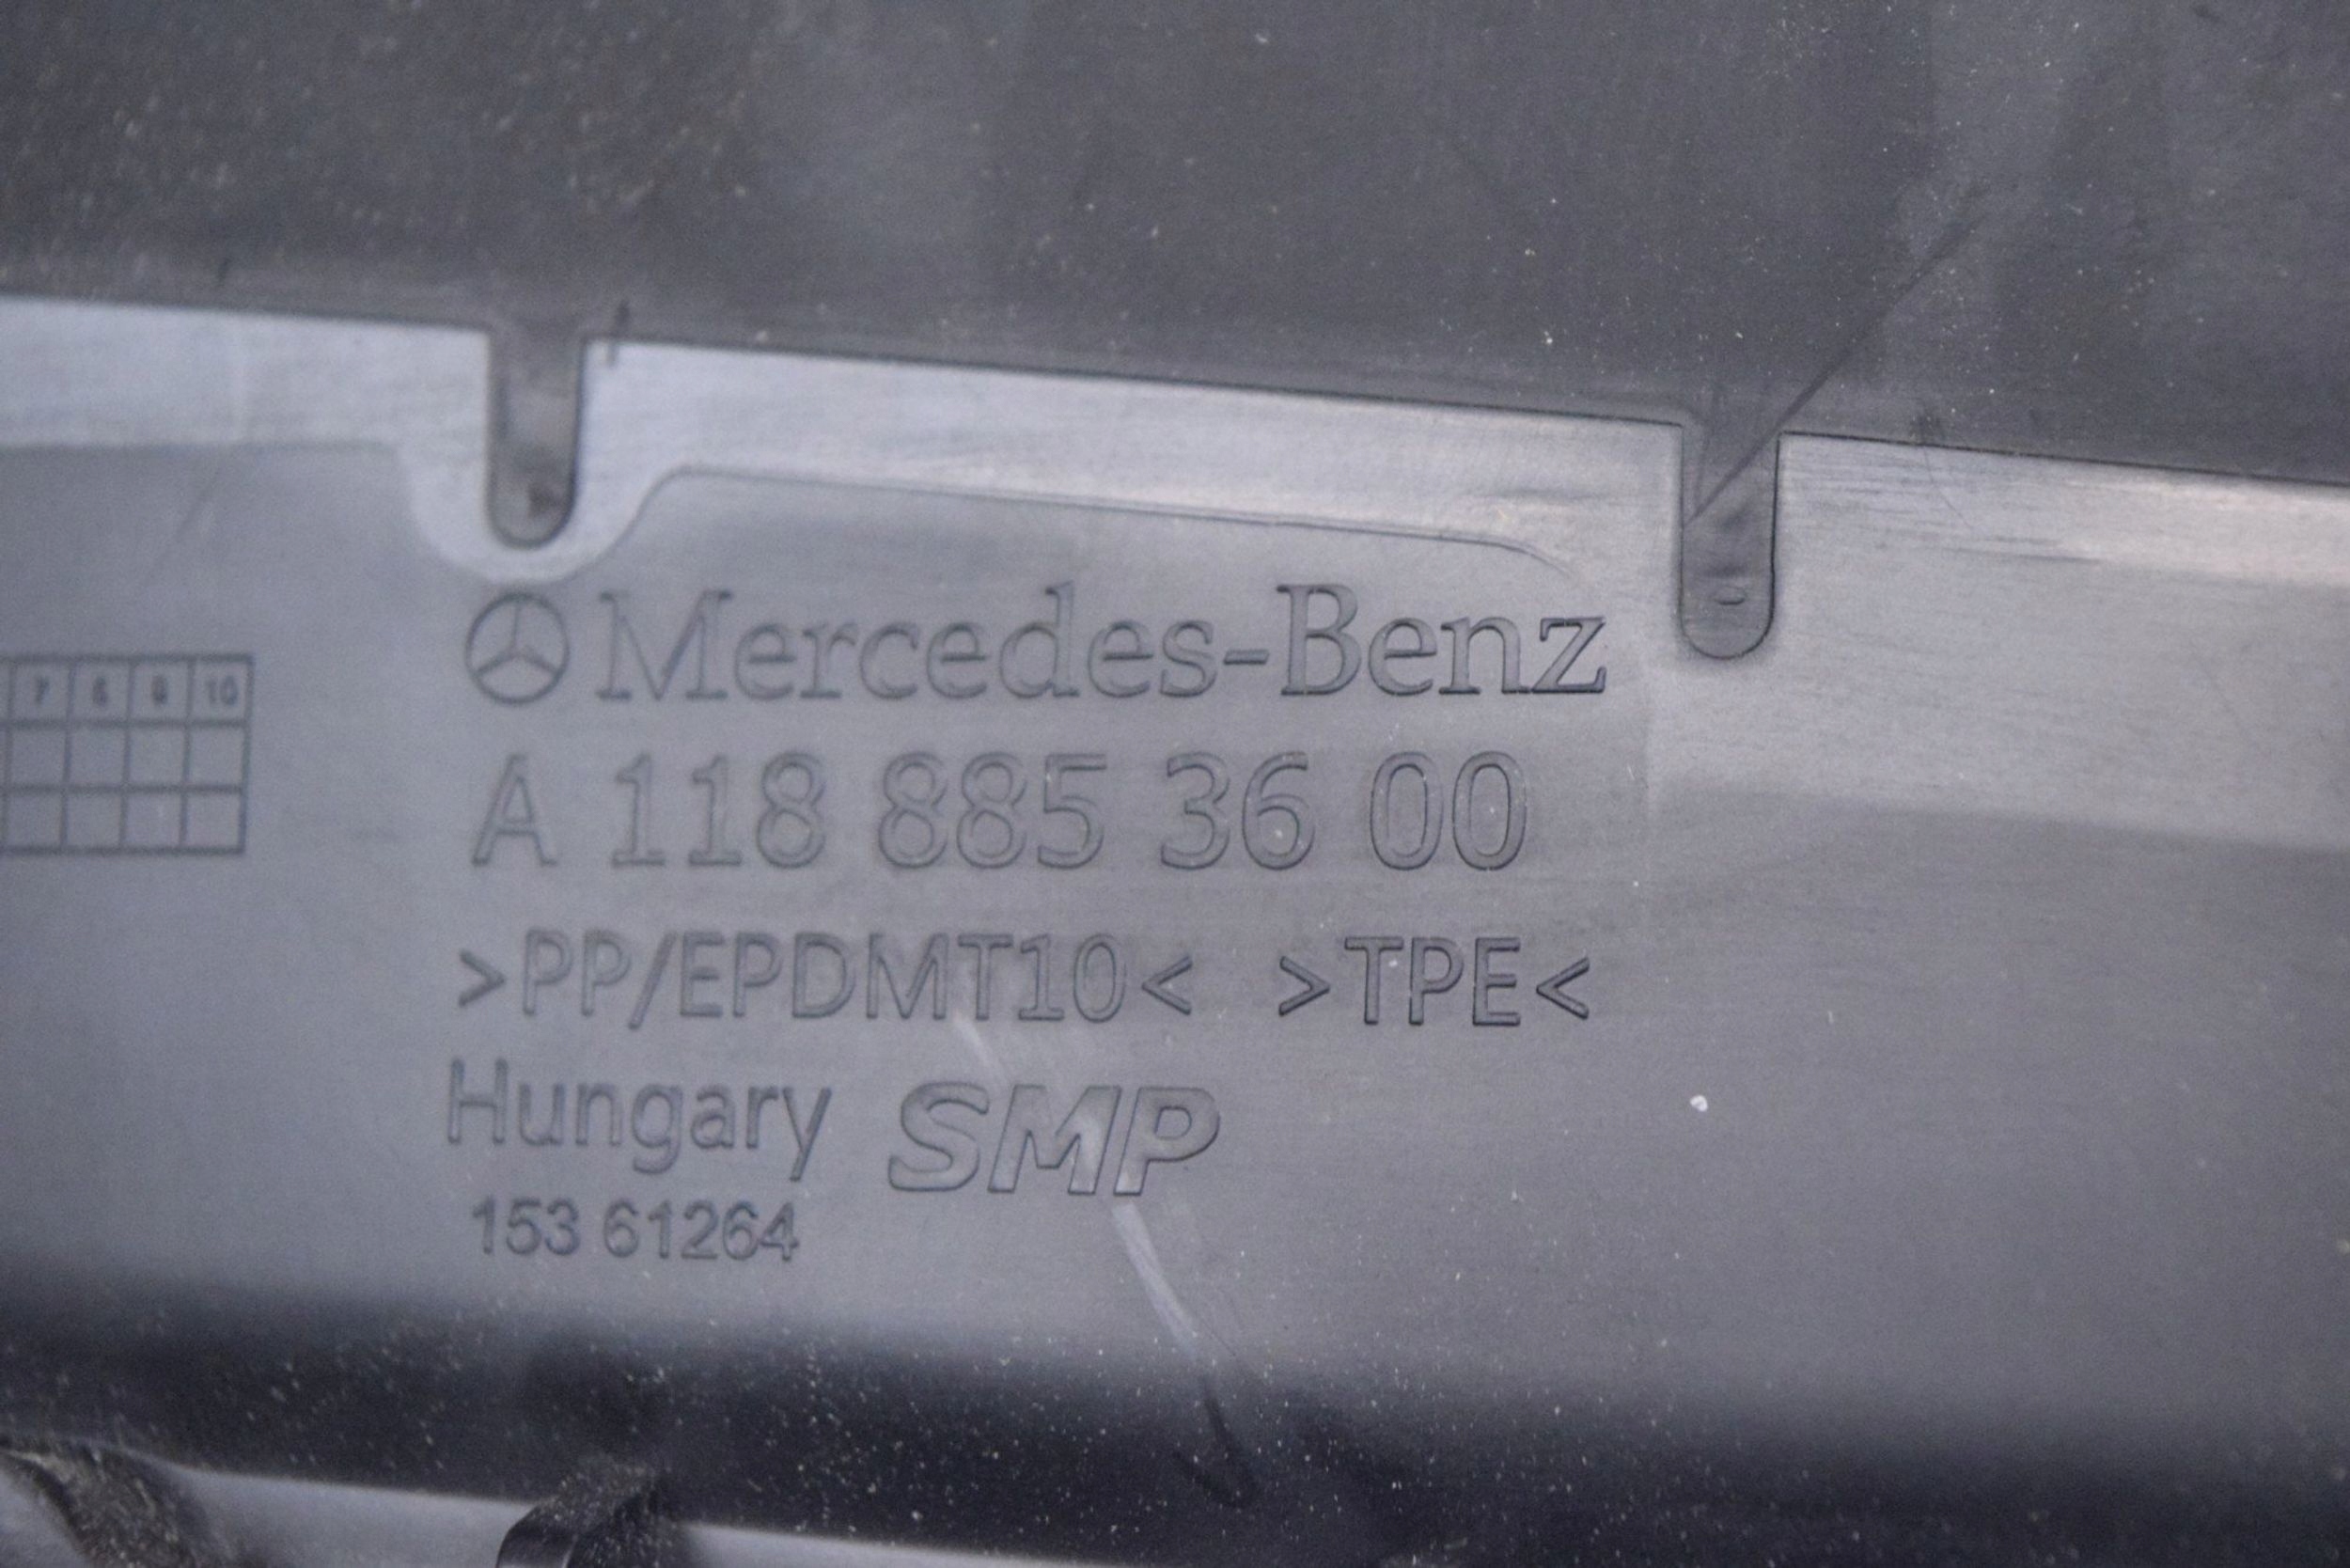 Mercedes-Benz
7 8 9 10
A 118 885 36 00
>PP/EPDMT10< >TPE<
Hungary SMP
153 61264